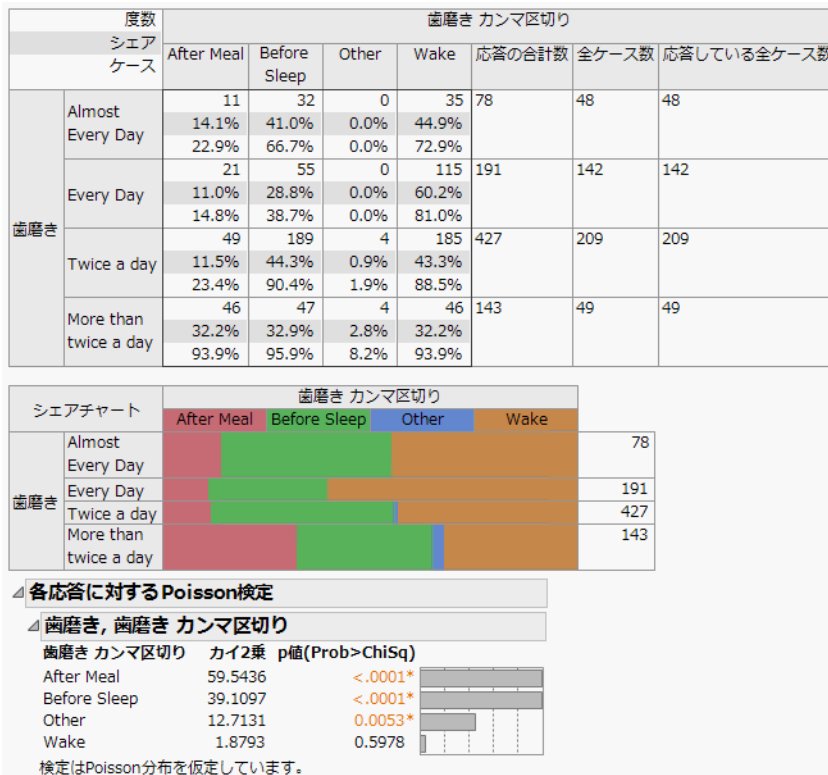 度数 歯磨き カンマ区切り
シェア
ケース After Meal Before Sleep Other Wake 応答の合計数 全ケース数 応答している全ケース数
歯磨き Almost Every Day 11 32 0 35 78 48 48
14.1% 41.0% 0.0% 44.9%
22.9% 66.7% 0.0% 72.9%
Every Day 21 55 0 115 191 142 142
11.0% 28.8% 0.0% 60.2%
14.8% 38.7% 0.0% 81.0%
Twice a day 49 189 4 185 427 209 209
11.5% 44.3% 0.9% 43.3%
23.4% 90.4% 1.9% 88.5%
More than twice a day 46 47 4 46 143 49 49
32.2% 32.9% 2.8% 32.2%
93.9% 95.9% 8.2% 93.9%
シェアチャート 歯磨き カンマ区切り
After Meal Before Sleep Other Wake
歯磨き Almost Every Day 78
Every Day 191
Twice a day 427
More than twice a day 143
各応答に対するPoisson検定
歯磨き, 歯磨き カンマ区切り
歯磨き カンマ区切り カイ2乗 p値(Prob>ChiSq)
After Meal 59.5436 <.0001*
Before Sleep 39.1097 <.0001*
Other 12.7131 0.0053*
Wake 1.8793 0.5978
検定はPoisson分布を仮定しています。